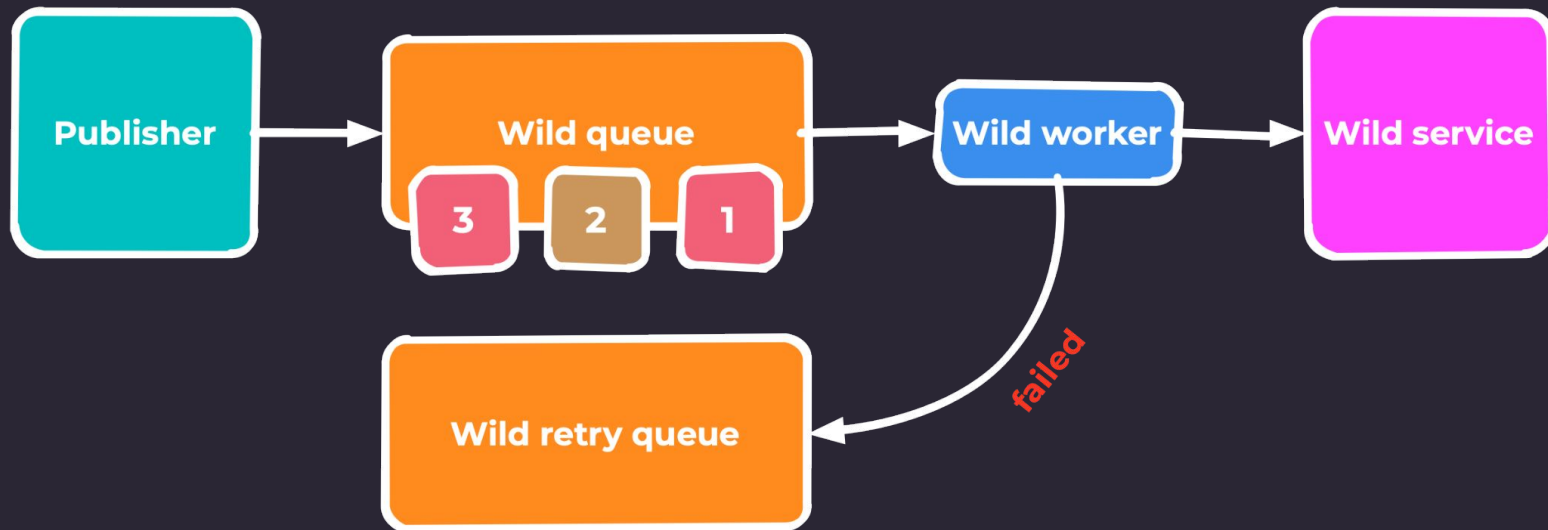 Publisher
Wild queue
Wild worker
Wild service
3
2
1
failed
Wild retry queue